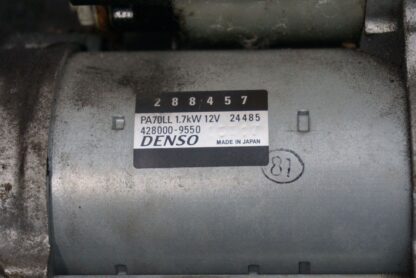 288457
PA70LL 1.7kW 12V 24485
428000-9550
DENSO MADE IN JAPAN
81